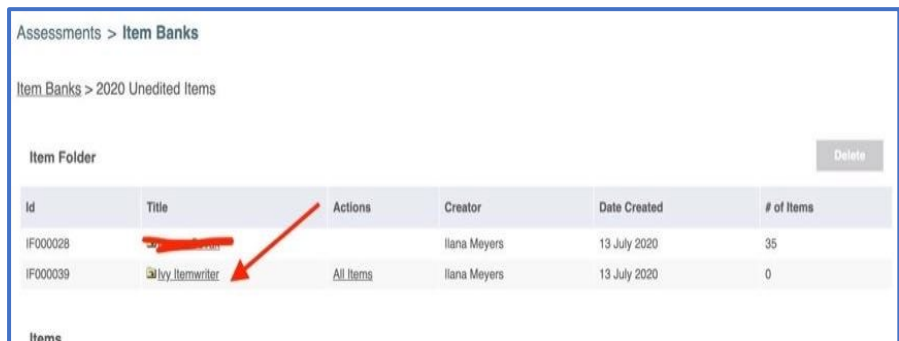 Assessments > Item Banks
Item Banks > 2020 Unedited Items
Item Folder Delete
Id Title Actions Creator Date Created # of Items
IF000028 Ilana Meyers 13 July 2020 35
IF000039 Ivy Itemwriter All Items Ilana Meyers 13 July 2020 0
Items